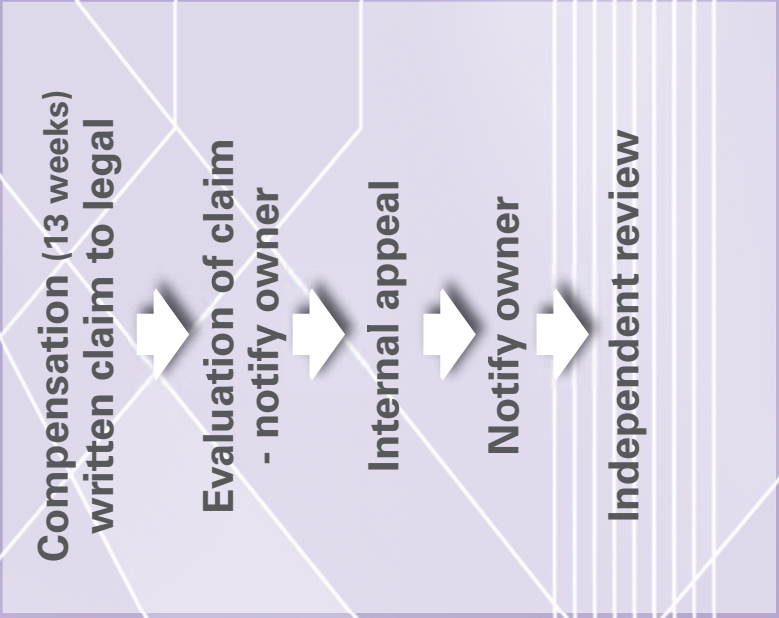 Compensation (13 weeks)
written claim to legal
Evaluation of claim
- notify owner
Internal appeal
Notify owner
Independent review